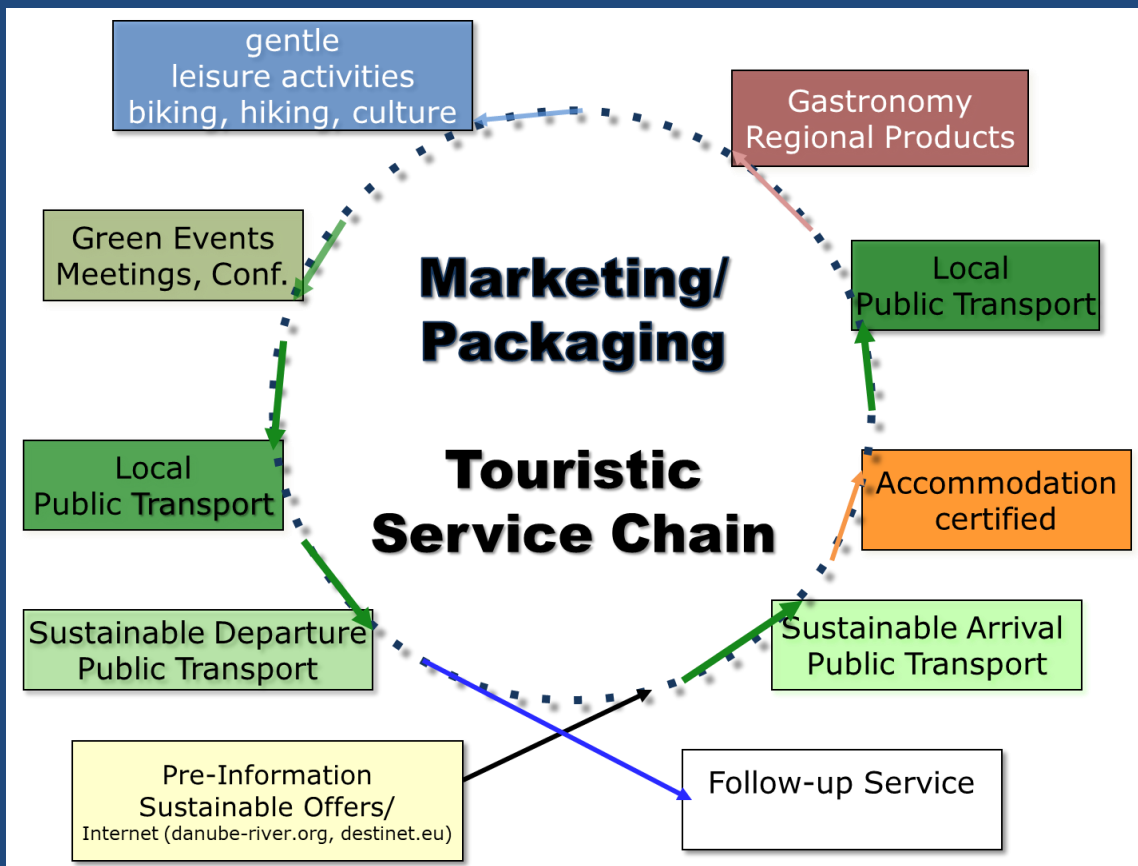 gentle
leisure activities
biking, hiking, culture
Gastronomy
Regional Products
Green Events
Meetings, Conf.
Marketing/
Packaging
Local
Public Transport
Touristic
Service Chain
Local
Public Transport
Accommodation
certified
Sustainable Departure
Public Transport
Sustainable Arrival
Public Transport
Pre-Information
Sustainable Offers/
Internet (danube-river.org, destinet.eu)
Follow-up Service